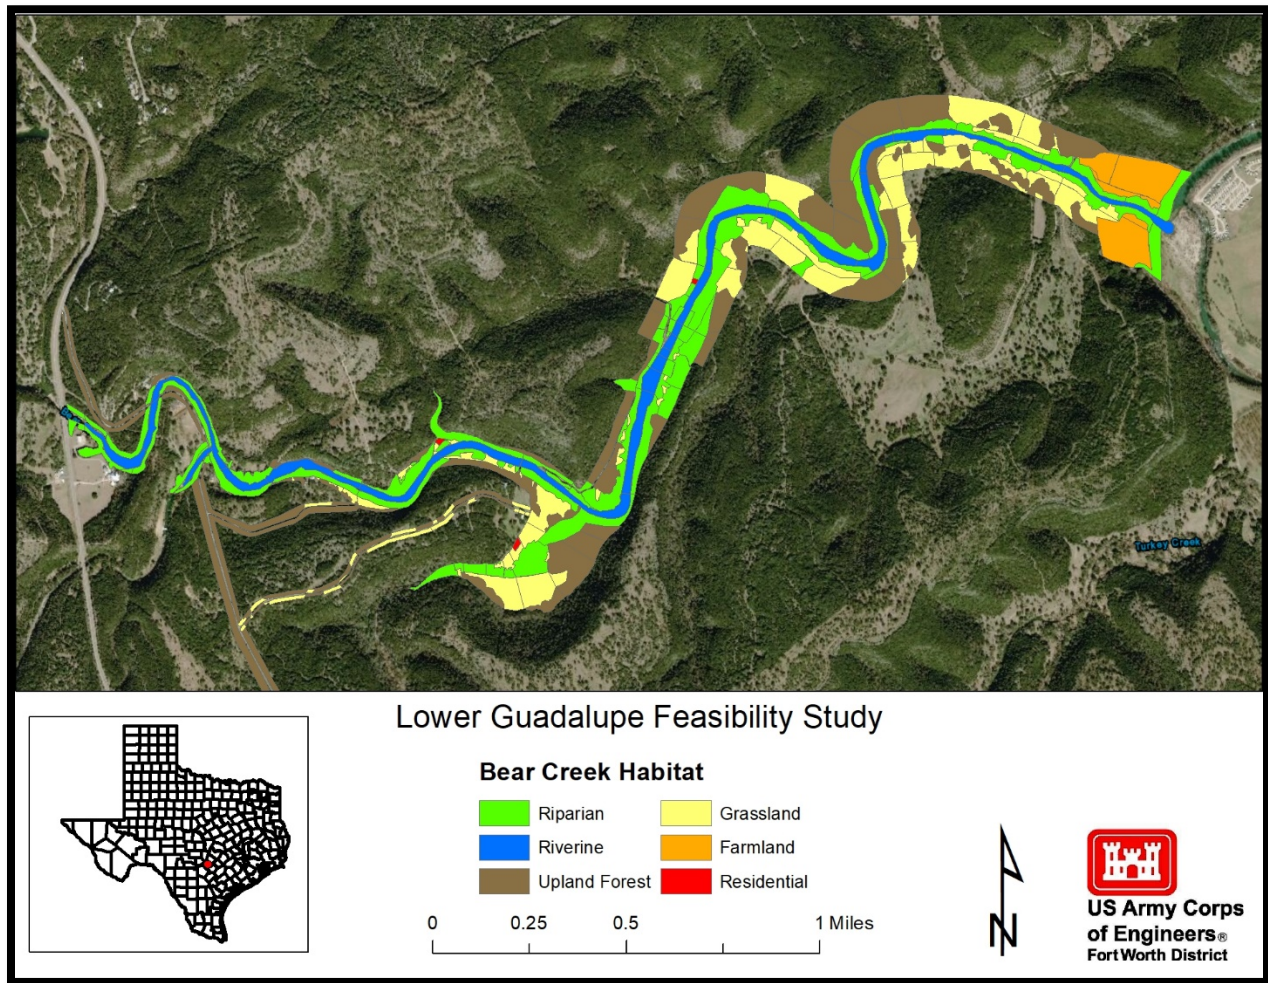 Turkey Creek
Lower Guadalupe Feasibility Study
Bear Creek Habitat
Riparian
Grassland
Riverine
Farmland
Upland Forest
Residential
0 0.25 0.5 1 Miles
N
US Army Corps
of Engineers®
Fort Worth District